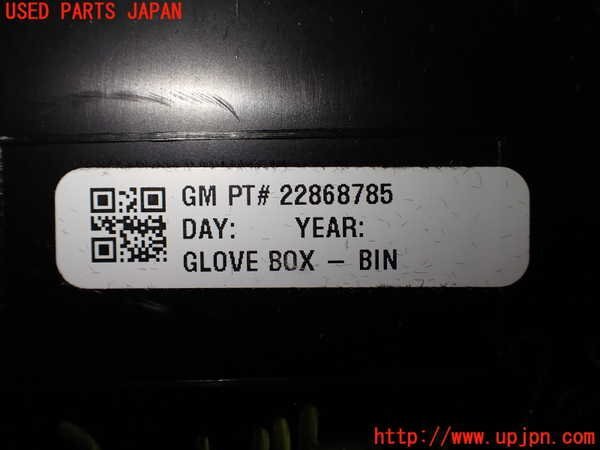 USED PARTS JAPAN
GM PT# 22868785
DAY: YEAR:
GLOVE BOX – BIN
http://www.upjpn.com